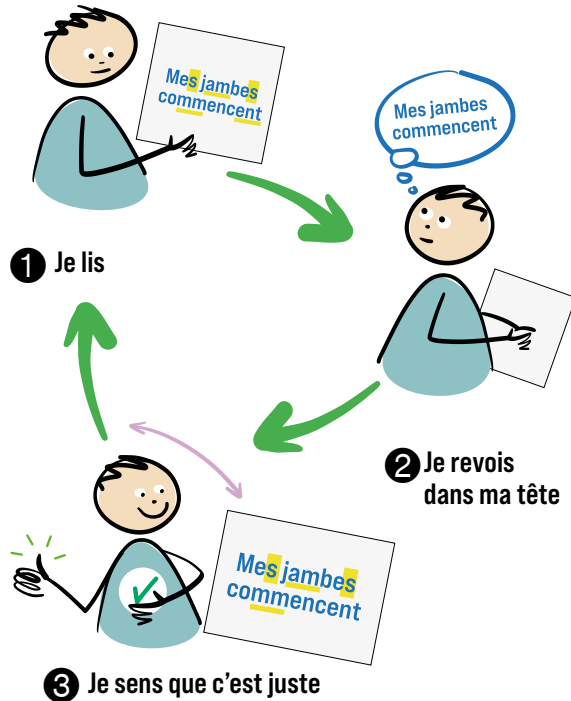 Mes jambes
commencent
Mes jambes
commencent
1 Je lis
2 Je revois
dans ma tête
Mes jambes
commencent
3 Je sens que c'est juste